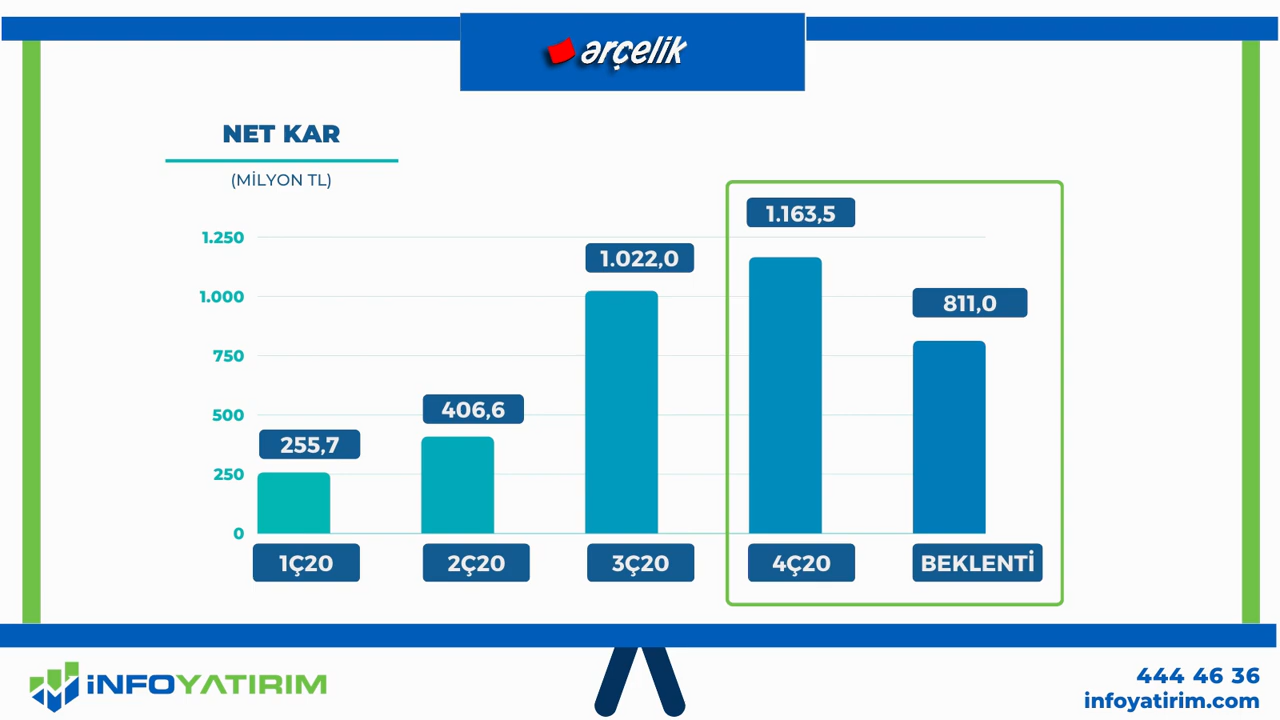 arçelik
NET KAR
(MİLYON TL)
1.250
1.000
750
500
250
0
255,7
406,6
1.022,0
1.163,5
811,0
1Ç20
2Ç20
3Ç20
4Ç20
BEKLENTİ
iNFOYATIRIM
444 46 36
infoyatirim.com